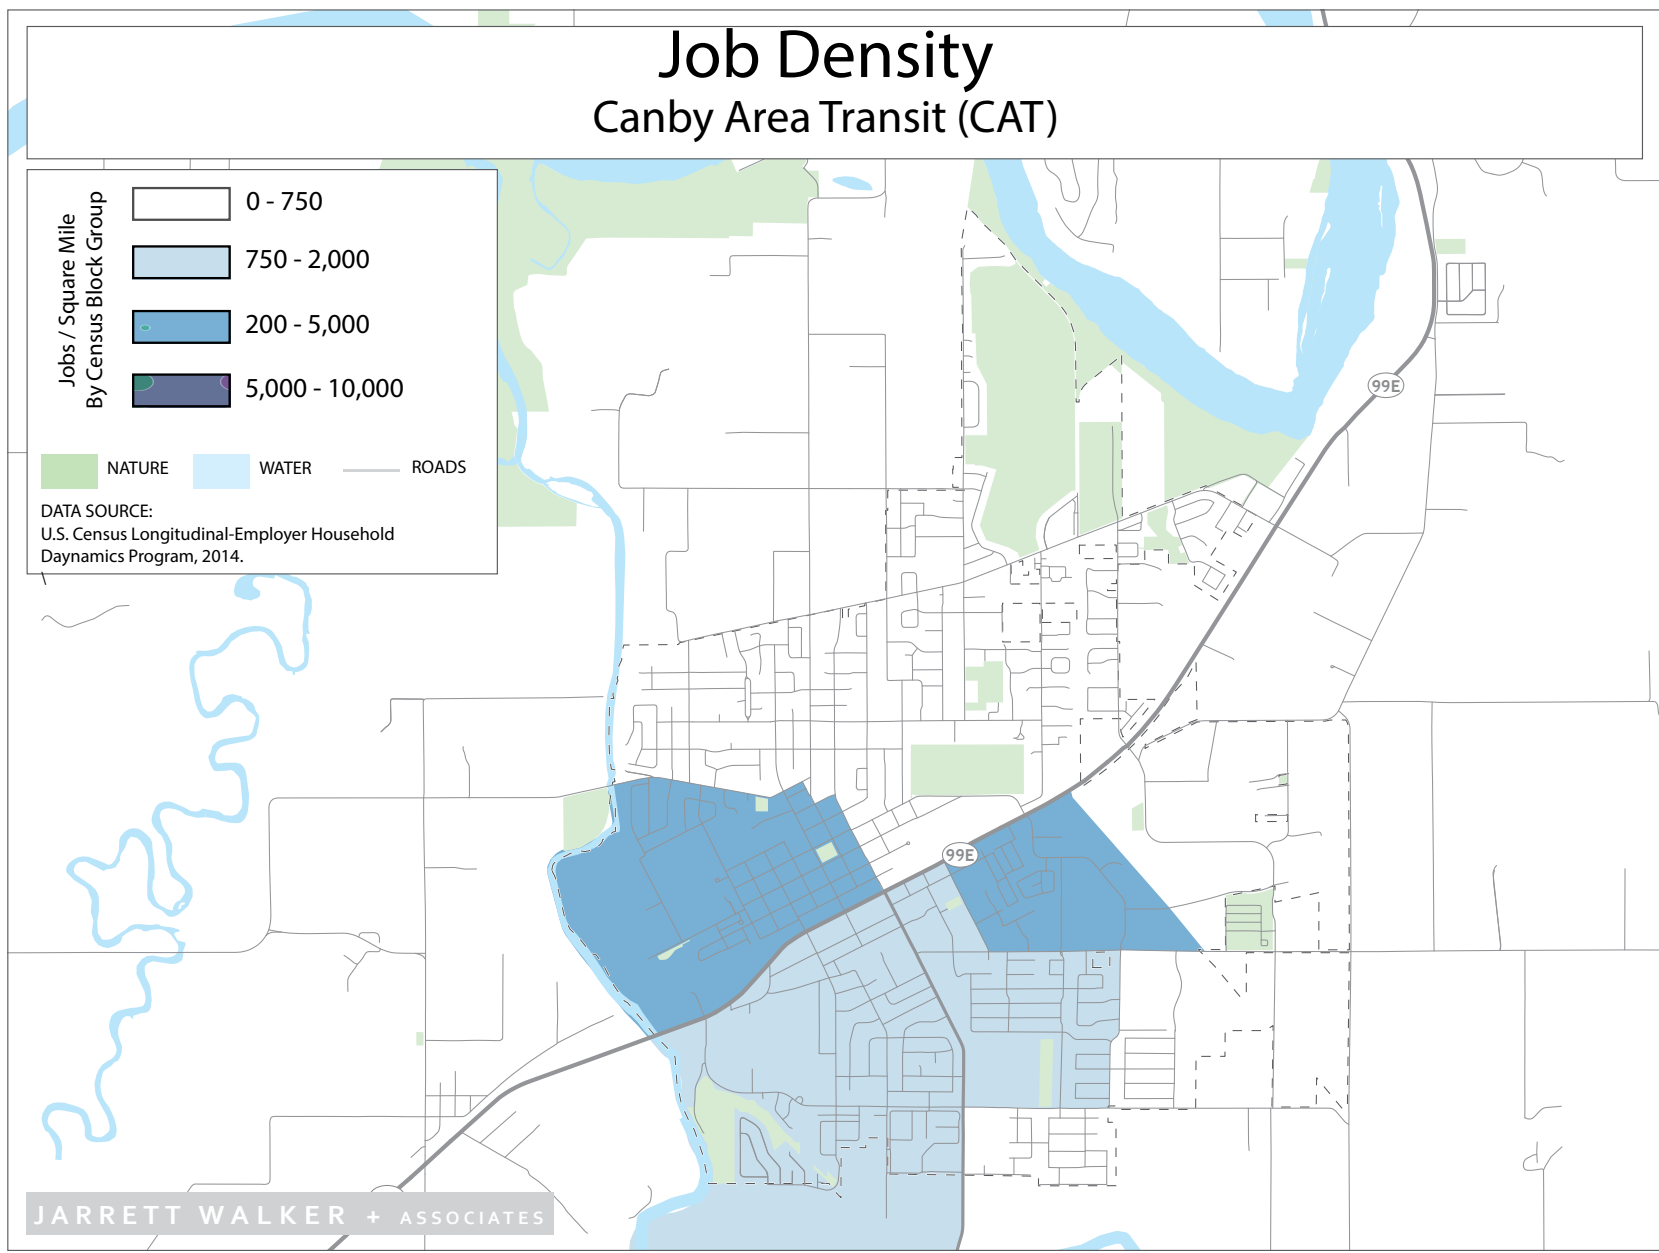 Job Density
Canby Area Transit (CAT)
Jobs / Square Mile
By Census Block Group
0 - 750
750 - 2,000
200 - 5,000
5,000 - 10,000
NATURE
WATER
ROADS
DATA SOURCE:
U.S. Census Longitudinal-Employer Household
Daynamics Program, 2014.
99E
99E
JARRETT WALKER + ASSOCIATES